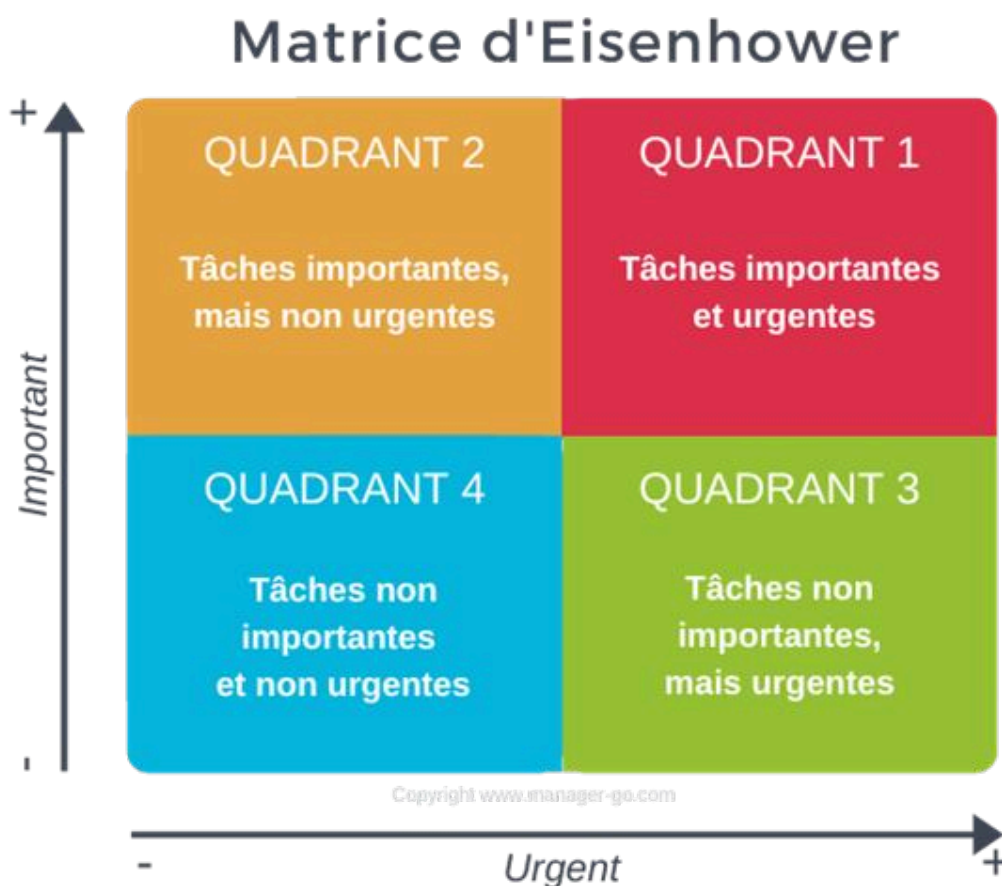 Matrice d'Eisenhower
+
QUADRANT 2
Tâches importantes,
mais non urgentes
QUADRANT 1
Tâches importantes
et urgentes
Important
QUADRANT 4
Tâches non
importantes
et non urgentes
QUADRANT 3
Tâches non
importantes,
mais urgentes
-
Copyright www.manager-go.com
-
Urgent
+